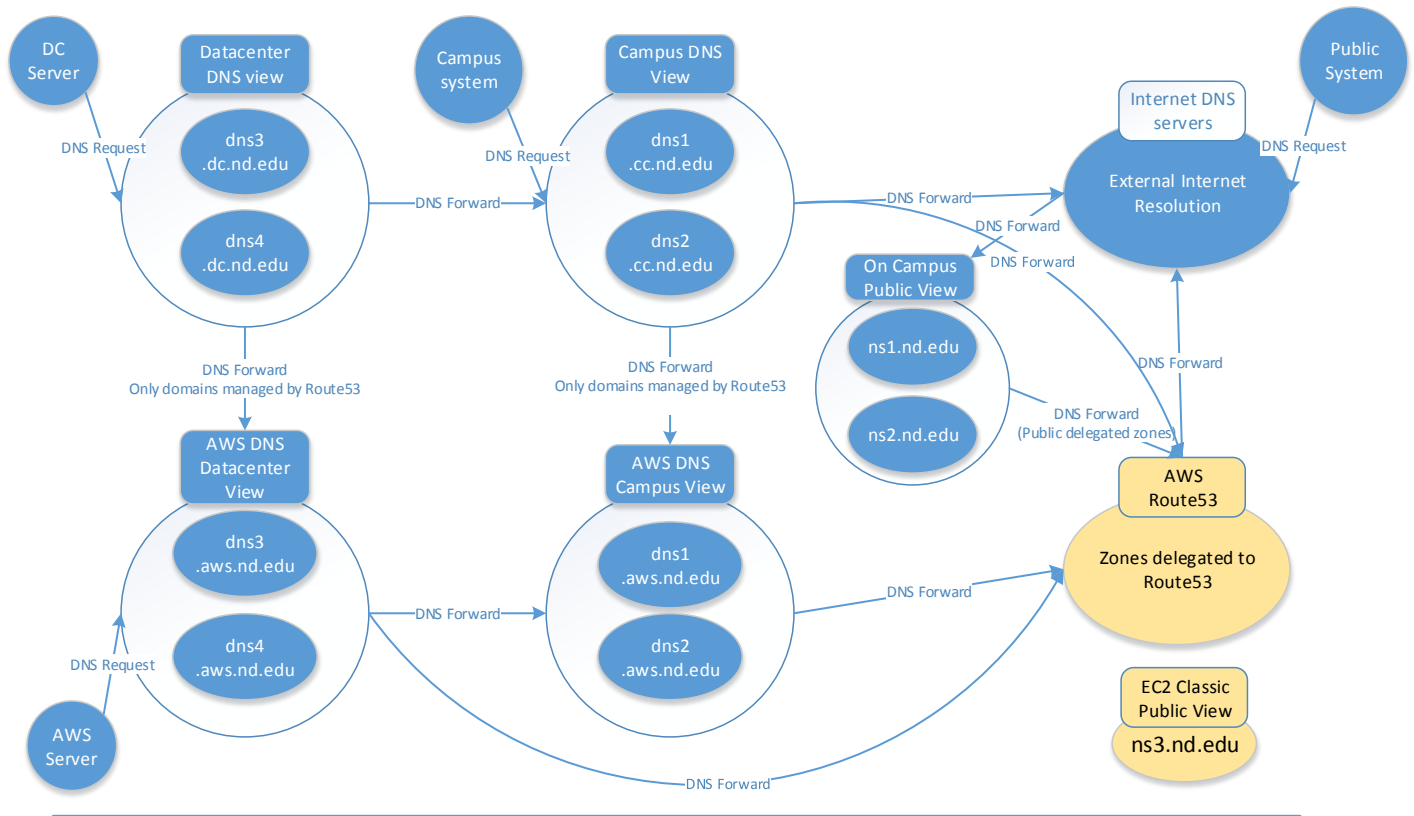 DC
Server
Datacenter
DNS view
Campus
system
Campus DNS
View
Public
System
Internet DNS
servers
DNS Request
dns3
.dc.nd.edu
dns4
.dc.nd.edu
DNS Forward
DNS Request
dns1
.cc.nd.edu
dns2
.cc.nd.edu
DNS Forward
DNS Request
External Internet
Resolution
DNS Forward
DNS Forward
On Campus
Public View
ns1.nd.edu
ns2.nd.edu
DNS Forward
DNS Forward
(Public delegated zones)
DNS Forward
Only domains managed by Route53
DNS Forward
Only domains managed by Route53
AWS DNS
Datacenter
View
dns3
.aws.nd.edu
dns4
.aws.nd.edu
DNS Request
AWS
Server
DNS Forward
AWS DNS
Campus View
dns1
.aws.nd.edu
dns2
.aws.nd.edu
DNS Forward
DNS Forward
AWS
Route53
Zones delegated to
Route53
EC2 Classic
Public View
ns3.nd.edu